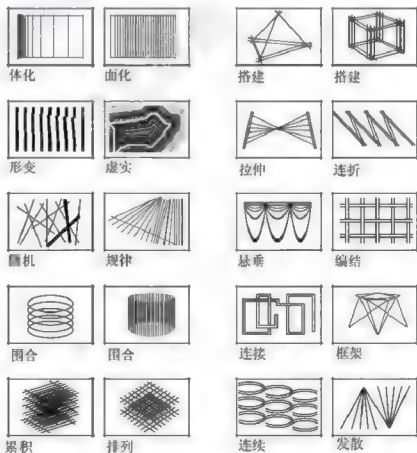 体化 面化 搭建 搭建
形变 虚实 拉伸 连折
机 规律 悬垂 编结
围合 围合 连接 框架
累积 排列 连续 发散